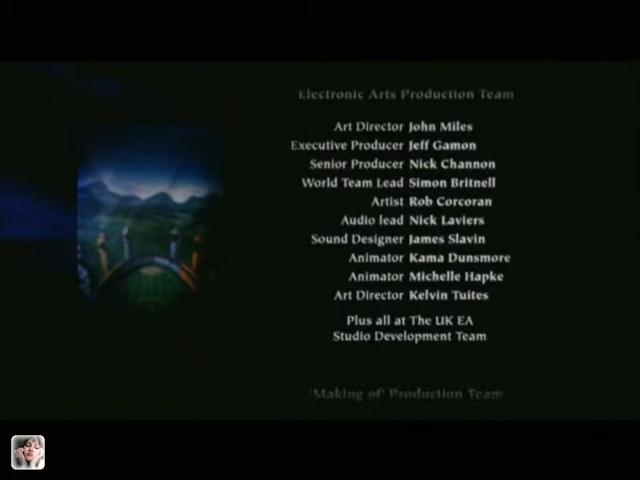 Electronic Arts Production Team
Art Director John Miles
Executive Producer Jeff Gamon
Senior Producer Nick Channon
World Team Lead Simon Britnell
Artist Rob Corcoran
Audio lead Nick Laviers
Sound Designer James Slavin
Animator Kama Dunsmore
Animator Michelle Hapke
Art Director Kelvin Tuites
Plus all at The UK EA
Studio Development Team
'Making of' Production Team